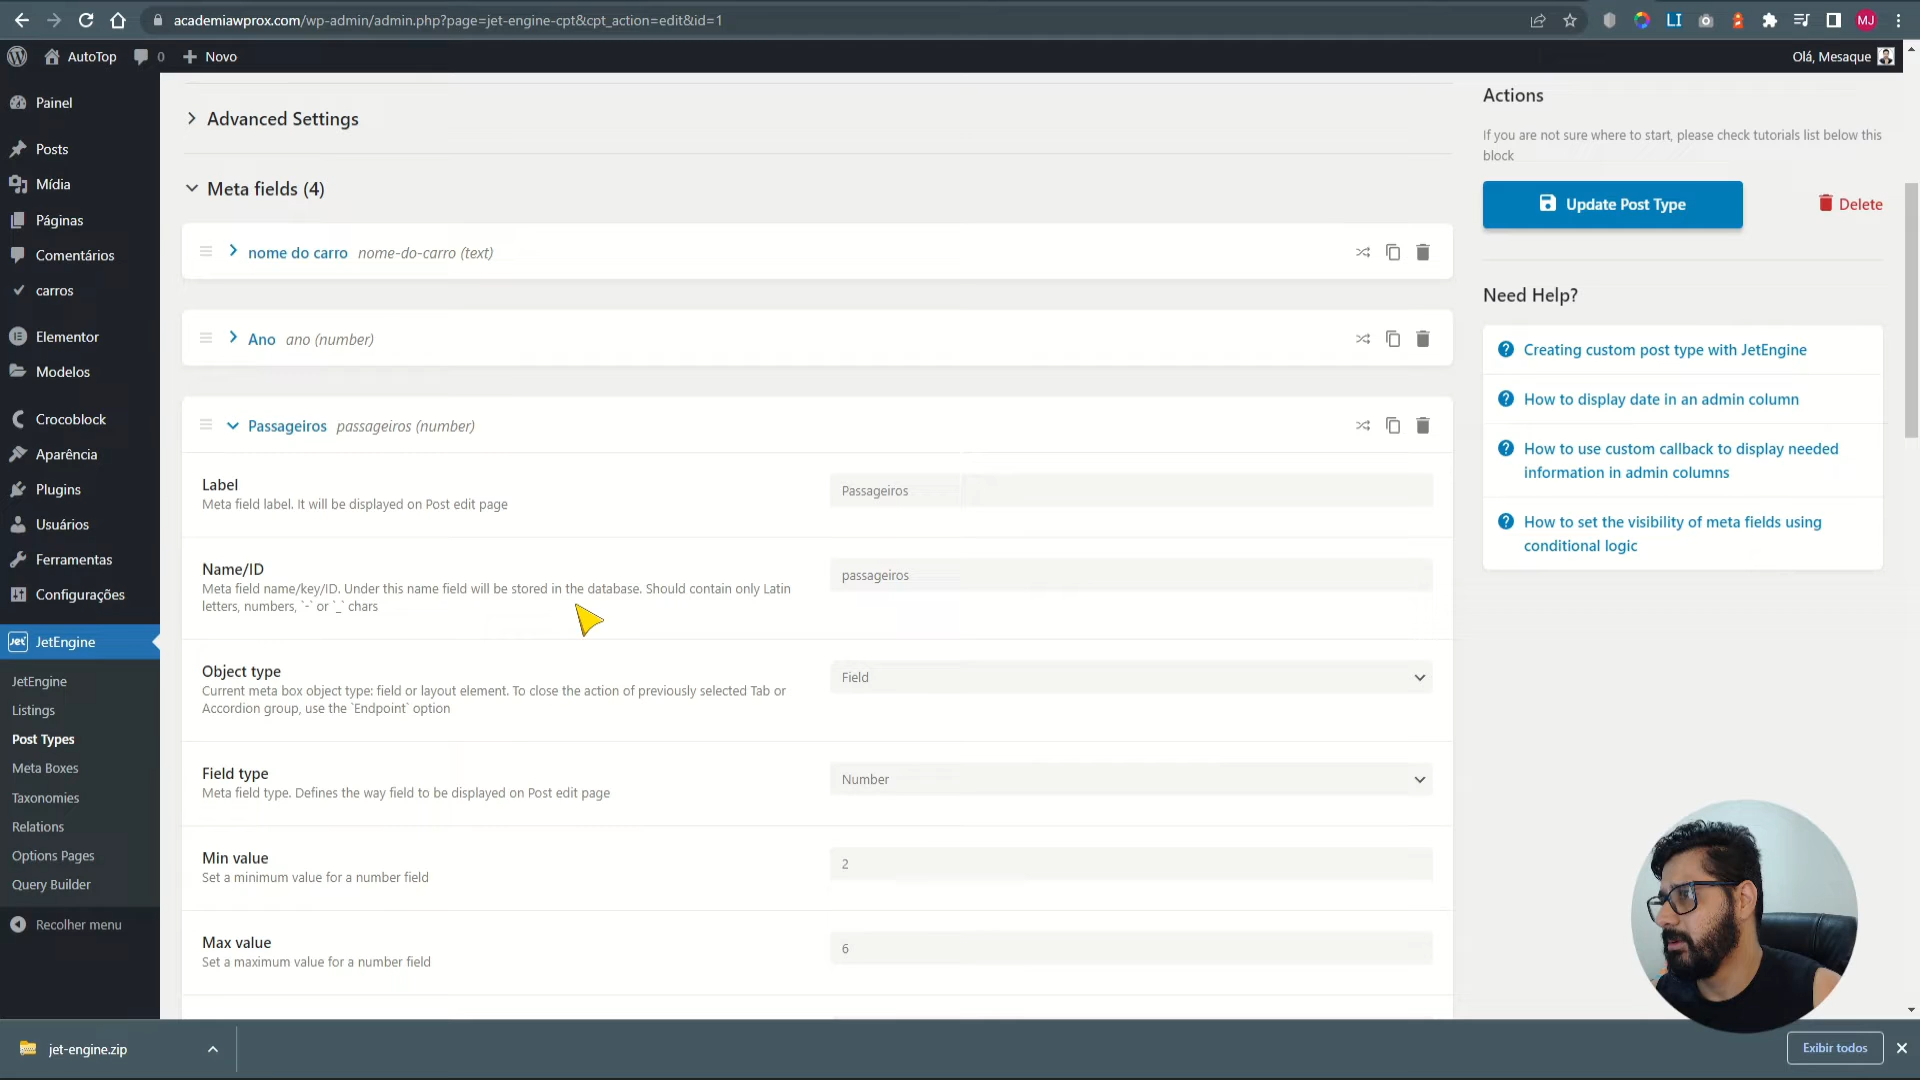 academiawprox.com/wp-admin/admin.php?page=jet-engine-cpt&cpt_action=edit&id=1
LI
MJ
AutoTop
0
Novo
Olá, Mesaque
Painel
Posts
Mídia
Páginas
Comentários
carros
Elementor
Modelos
Crocoblock
Aparência
Plugins
Usuários
Ferramentas
Configurações
Jet
JetEngine
JetEngine
Listings
Post Types
Meta Boxes
Taxonomies
Relations
Options Pages
Query Builder
Recolher menu
Advanced Settings
Meta fields (4)
nome do carro nome-do-carro (text)
Ano ano (number)
Passageiros passageiros (number)
Label
Meta field label. It will be displayed on Post edit page
Passageiros
Name/ID
Meta field name/key/ID. Under this name field will be stored in the database. Should contain only Latin
letters, numbers, `-` or `_` chars
passageiros
Object type
Current meta box object type: field or layout element. To close the action of previously selected Tab or
Accordion group, use the `Endpoint` option
Field
Field type
Meta field type. Defines the way field to be displayed on Post edit page
Number
Min value
Set a minimum value for a number field
2
Max value
Set a maximum value for a number field
6
Actions
If you are not sure where to start, please check tutorials list below this
block
Update Post Type
Delete
Need Help?
Creating custom post type with JetEngine
How to display date in an admin column
How to use custom callback to display needed
information in admin columns
How to set the visibility of meta fields using
conditional logic
jet-engine.zip
Exibir todos